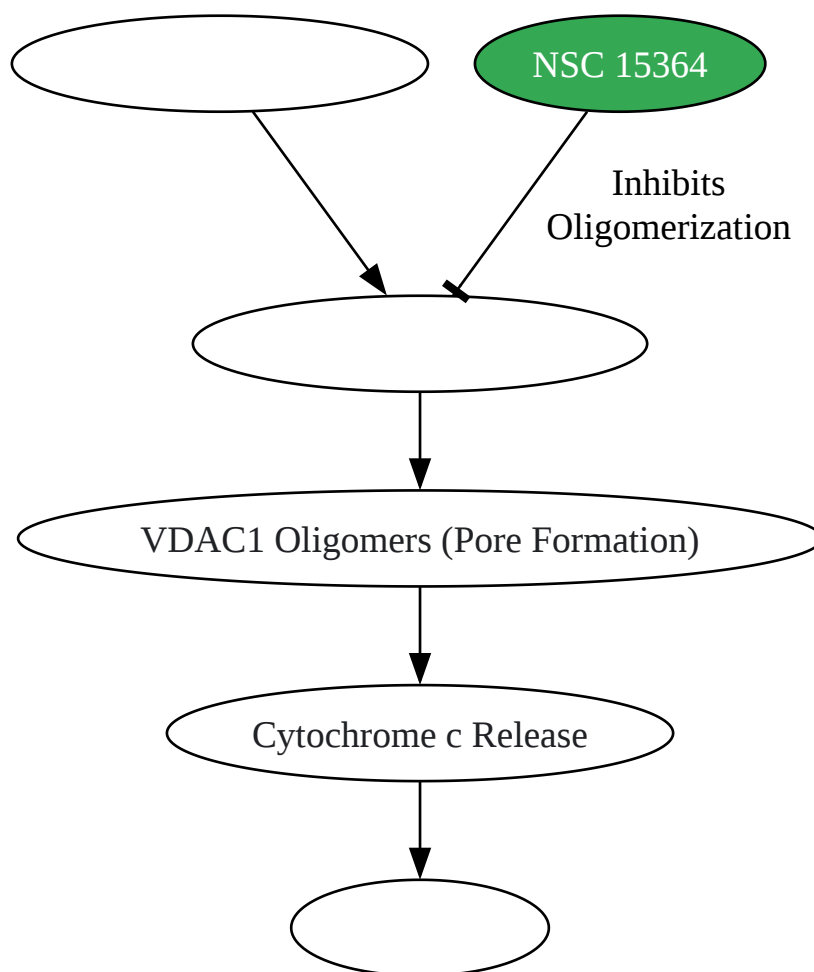 NSC 15364
Inhibits
Oligomerization
VDAC1 Oligomers (Pore Formation)
Cytochrome c Release